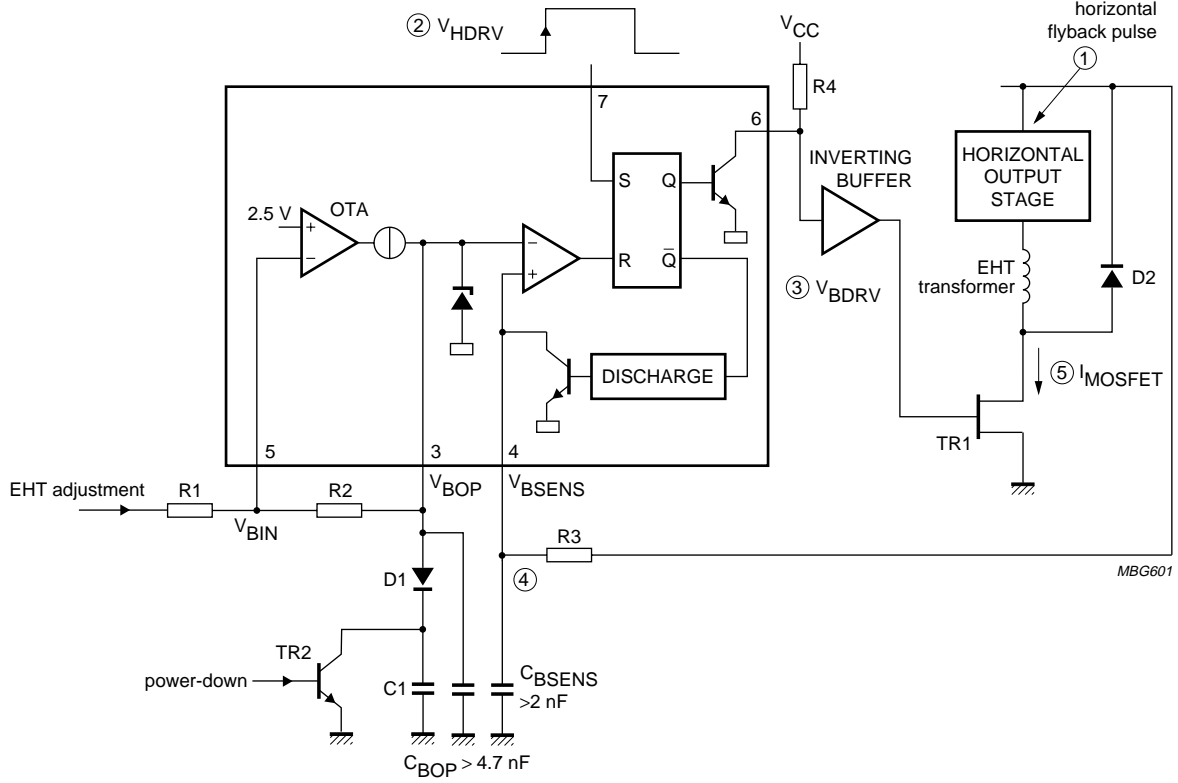 horizontal
flyback pulse
1
2 VHDRV
VCC
R4
7
6
INVERTING
BUFFER
HORIZONTAL
OUTPUT
STAGE
S
Q
R
Q̅
2.5 V
OTA
+
−
−
+
3 VBDRV
EHT
transformer
D2
DISCHARGE
5 IMOSFET
TR1
5
3
4
EHT adjustment
R1
R2
VBIN
VBOP
VBSENS
R3
4
MBG601
D1
TR2
power-down
C1
CBSENS
>2 nF
CBOP > 4.7 nF